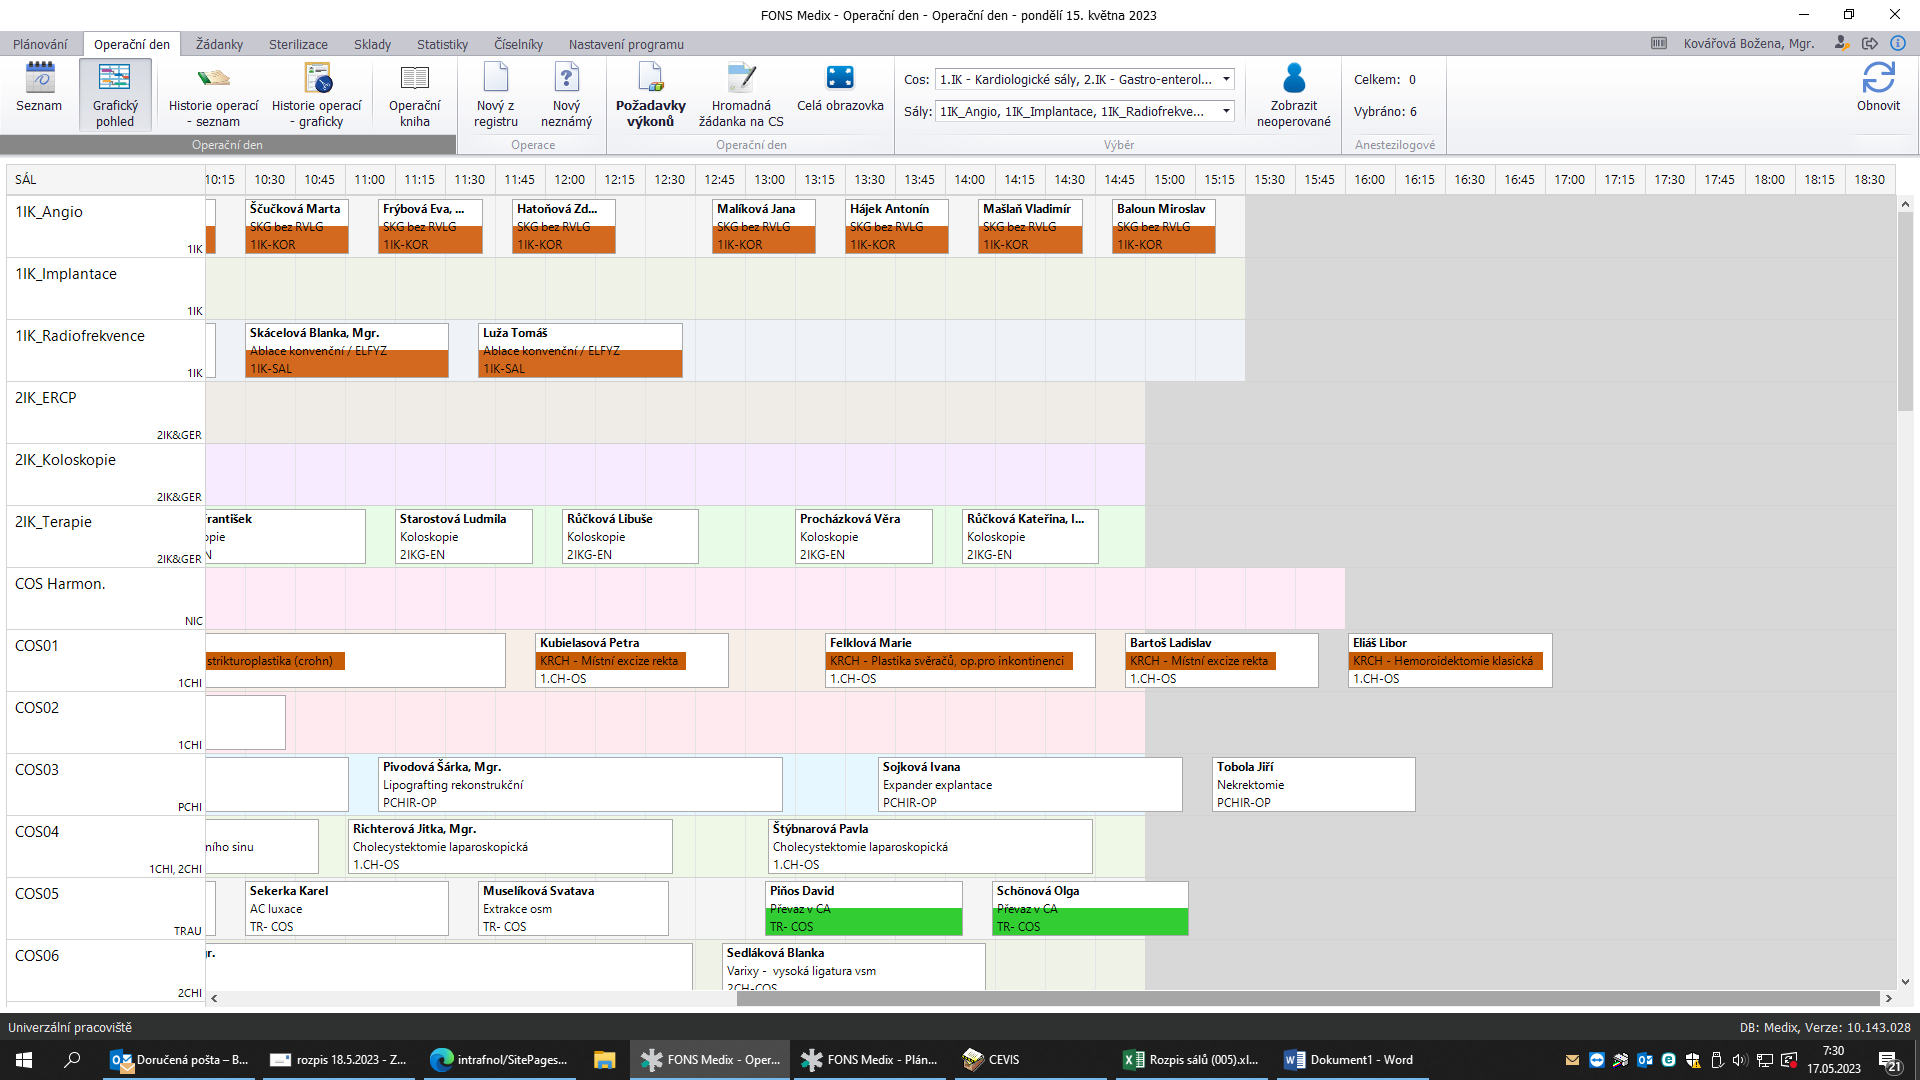 FONS Medix - Operační den - Operační den - pondělí 15. května 2023
Plánování Operační den Žádanky Sterilizace Sklady Statistiky Číselníky Nastavení programu Kovářová Božena, Mgr.
Seznam
Grafický pohled
Historie operací - seznam
Historie operací - graficky
Operační kniha
Operační den
Nový z registru
Nový neznámý
Operace
Požadavky výkonů
Hromadná žádanka na CS
Celá obrazovka
Operační den
Cos: 1.IK - Kardiologické sály, 2.IK - Gastro-enterol...
Sály: 1IK_Angio, 1IK_Implantace, 1IK_Radiofrekve...
Zobrazit neoperované
Výběr
Celkem: 0
Vybráno: 6
Anestezilogové
Obnovit
SÁL 10:15 10:30 10:45 11:00 11:15 11:30 11:45 12:00 12:15 12:30 12:45 13:00 13:15 13:30 13:45 14:00 14:15 14:30 14:45 15:00 15:15 15:30 15:45 16:00 16:15 16:30 16:45 17:00 17:15 17:30 17:45 18:00 18:15 18:30
1IK_Angio
1IK
Ščučková Marta
SKG bez RVLG
1IK-KOR
Frýbová Eva, ...
SKG bez RVLG
1IK-KOR
Hatoňová Zd...
SKG bez RVLG
1IK-KOR
Malíková Jana
SKG bez RVLG
1IK-KOR
Hájek Antonín
SKG bez RVLG
1IK-KOR
Mašlaň Vladimír
SKG bez RVLG
1IK-KOR
Baloun Miroslav
SKG bez RVLG
1IK-KOR
1IK_Implantace
1IK
1IK_Radiofrekvence
1IK
Skácelová Blanka, Mgr.
Ablace konvenční / ELFYZ
1IK-SAL
Luža Tomáš
Ablace konvenční / ELFYZ
1IK-SAL
2IK_ERCP
2IK&GER
2IK_Koloskopie
2IK&GER
2IK_Terapie
2IK&GER
rantišek
opie
N
Starostová Ludmila
Koloskopie
2IKG-EN
Růčková Libuše
Koloskopie
2IKG-EN
Procházková Věra
Koloskopie
2IKG-EN
Růčková Kateřina, I...
Koloskopie
2IKG-EN
COS Harmon.
NIC
COS01
1CHI
strikturoplastika (crohn)
Kubielasová Petra
KRCH - Místní excize rekta
1.CH-OS
Felklová Marie
KRCH - Plastika svěračů, op.pro inkontinenci
1.CH-OS
Bartoš Ladislav
KRCH - Místní excize rekta
1.CH-OS
Eliáš Libor
KRCH - Hemoroidektomie klasická
1.CH-OS
COS02
1CHI
COS03
PCHI
Pivodová Šárka, Mgr.
Lipografting rekonstrukční
PCHIR-OP
Sojková Ivana
Expander explantace
PCHIR-OP
Tobola Jiří
Nekrektomie
PCHIR-OP
COS04
1CHI, 2CHI
ního sinu
Richterová Jitka, Mgr.
Cholecystektomie laparoskopická
1.CH-OS
Štýbnarová Pavla
Cholecystektomie laparoskopická
1.CH-OS
COS05
TRAU
Sekerka Karel
AC luxace
TR- COS
Muselíková Svatava
Extrakce osm
TR- COS
Piňos David
Převaz v CA
TR- COS
Schönová Olga
Převaz v CA
TR- COS
COS06
2CHI
r.
Sedláková Blanka
Varixy - vysoká ligatura vsm
2CH-COS
Univerzální pracoviště DB: Medix, Verze: 10.143.028
Doručená pošta – B... rozpis 18.5.2023 - Z... intrafnol/SitePages... FONS Medix - Oper... FONS Medix - Plán... CEVIS Rozpis sálů (005).xl... Dokument1 - Word
7:30
17.05.2023
21